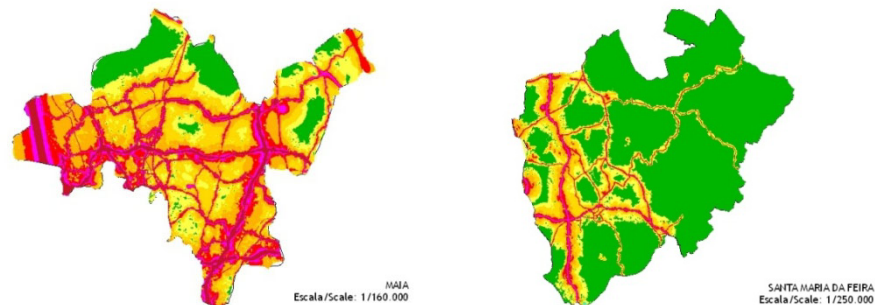 MAIA
Escala/Scale: 1/160.000
SANTA MARIA DA FEIRA
Escala/Scale: 1/250.000